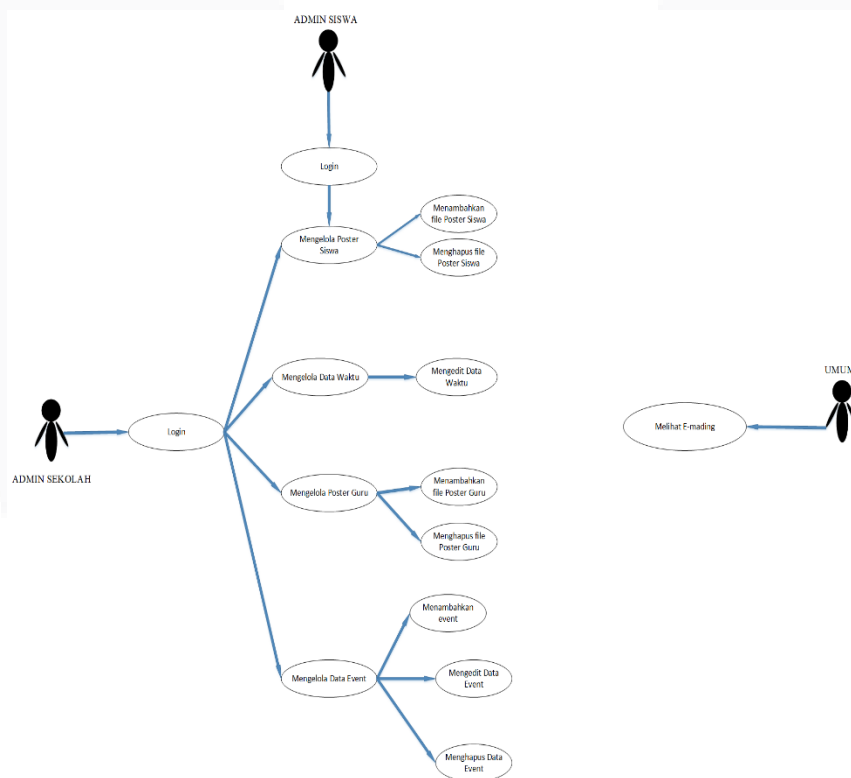 ADMIN SISWA
Login
Menambahkan
file Poster Siswa
Mengelola Poster
Siswa
Menghapus file
Poster Siswa
Mengelola Data Waktu
Mengedit Data
Waktu
UMUM
Login
Melihat E-mading
ADMIN SEKOLAH
Mengelola Poster Guru
Menambahkan
file Poster Guru
Menghapus file
Poster Guru
Menambahkan
event
Mengelola Data Event
Mengedit Data
Event
Menghapus Data
Event